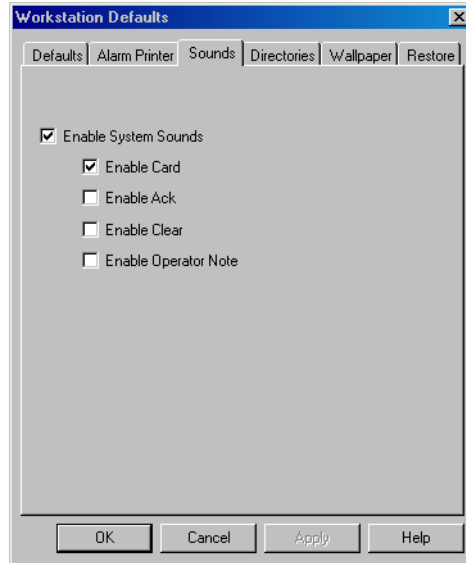 Workstation Defaults
Defaults Alarm Printer Sounds Directories Wallpaper Restore
Enable System Sounds
Enable Card
Enable Ack
Enable Clear
Enable Operator Note
OK Cancel Apply Help